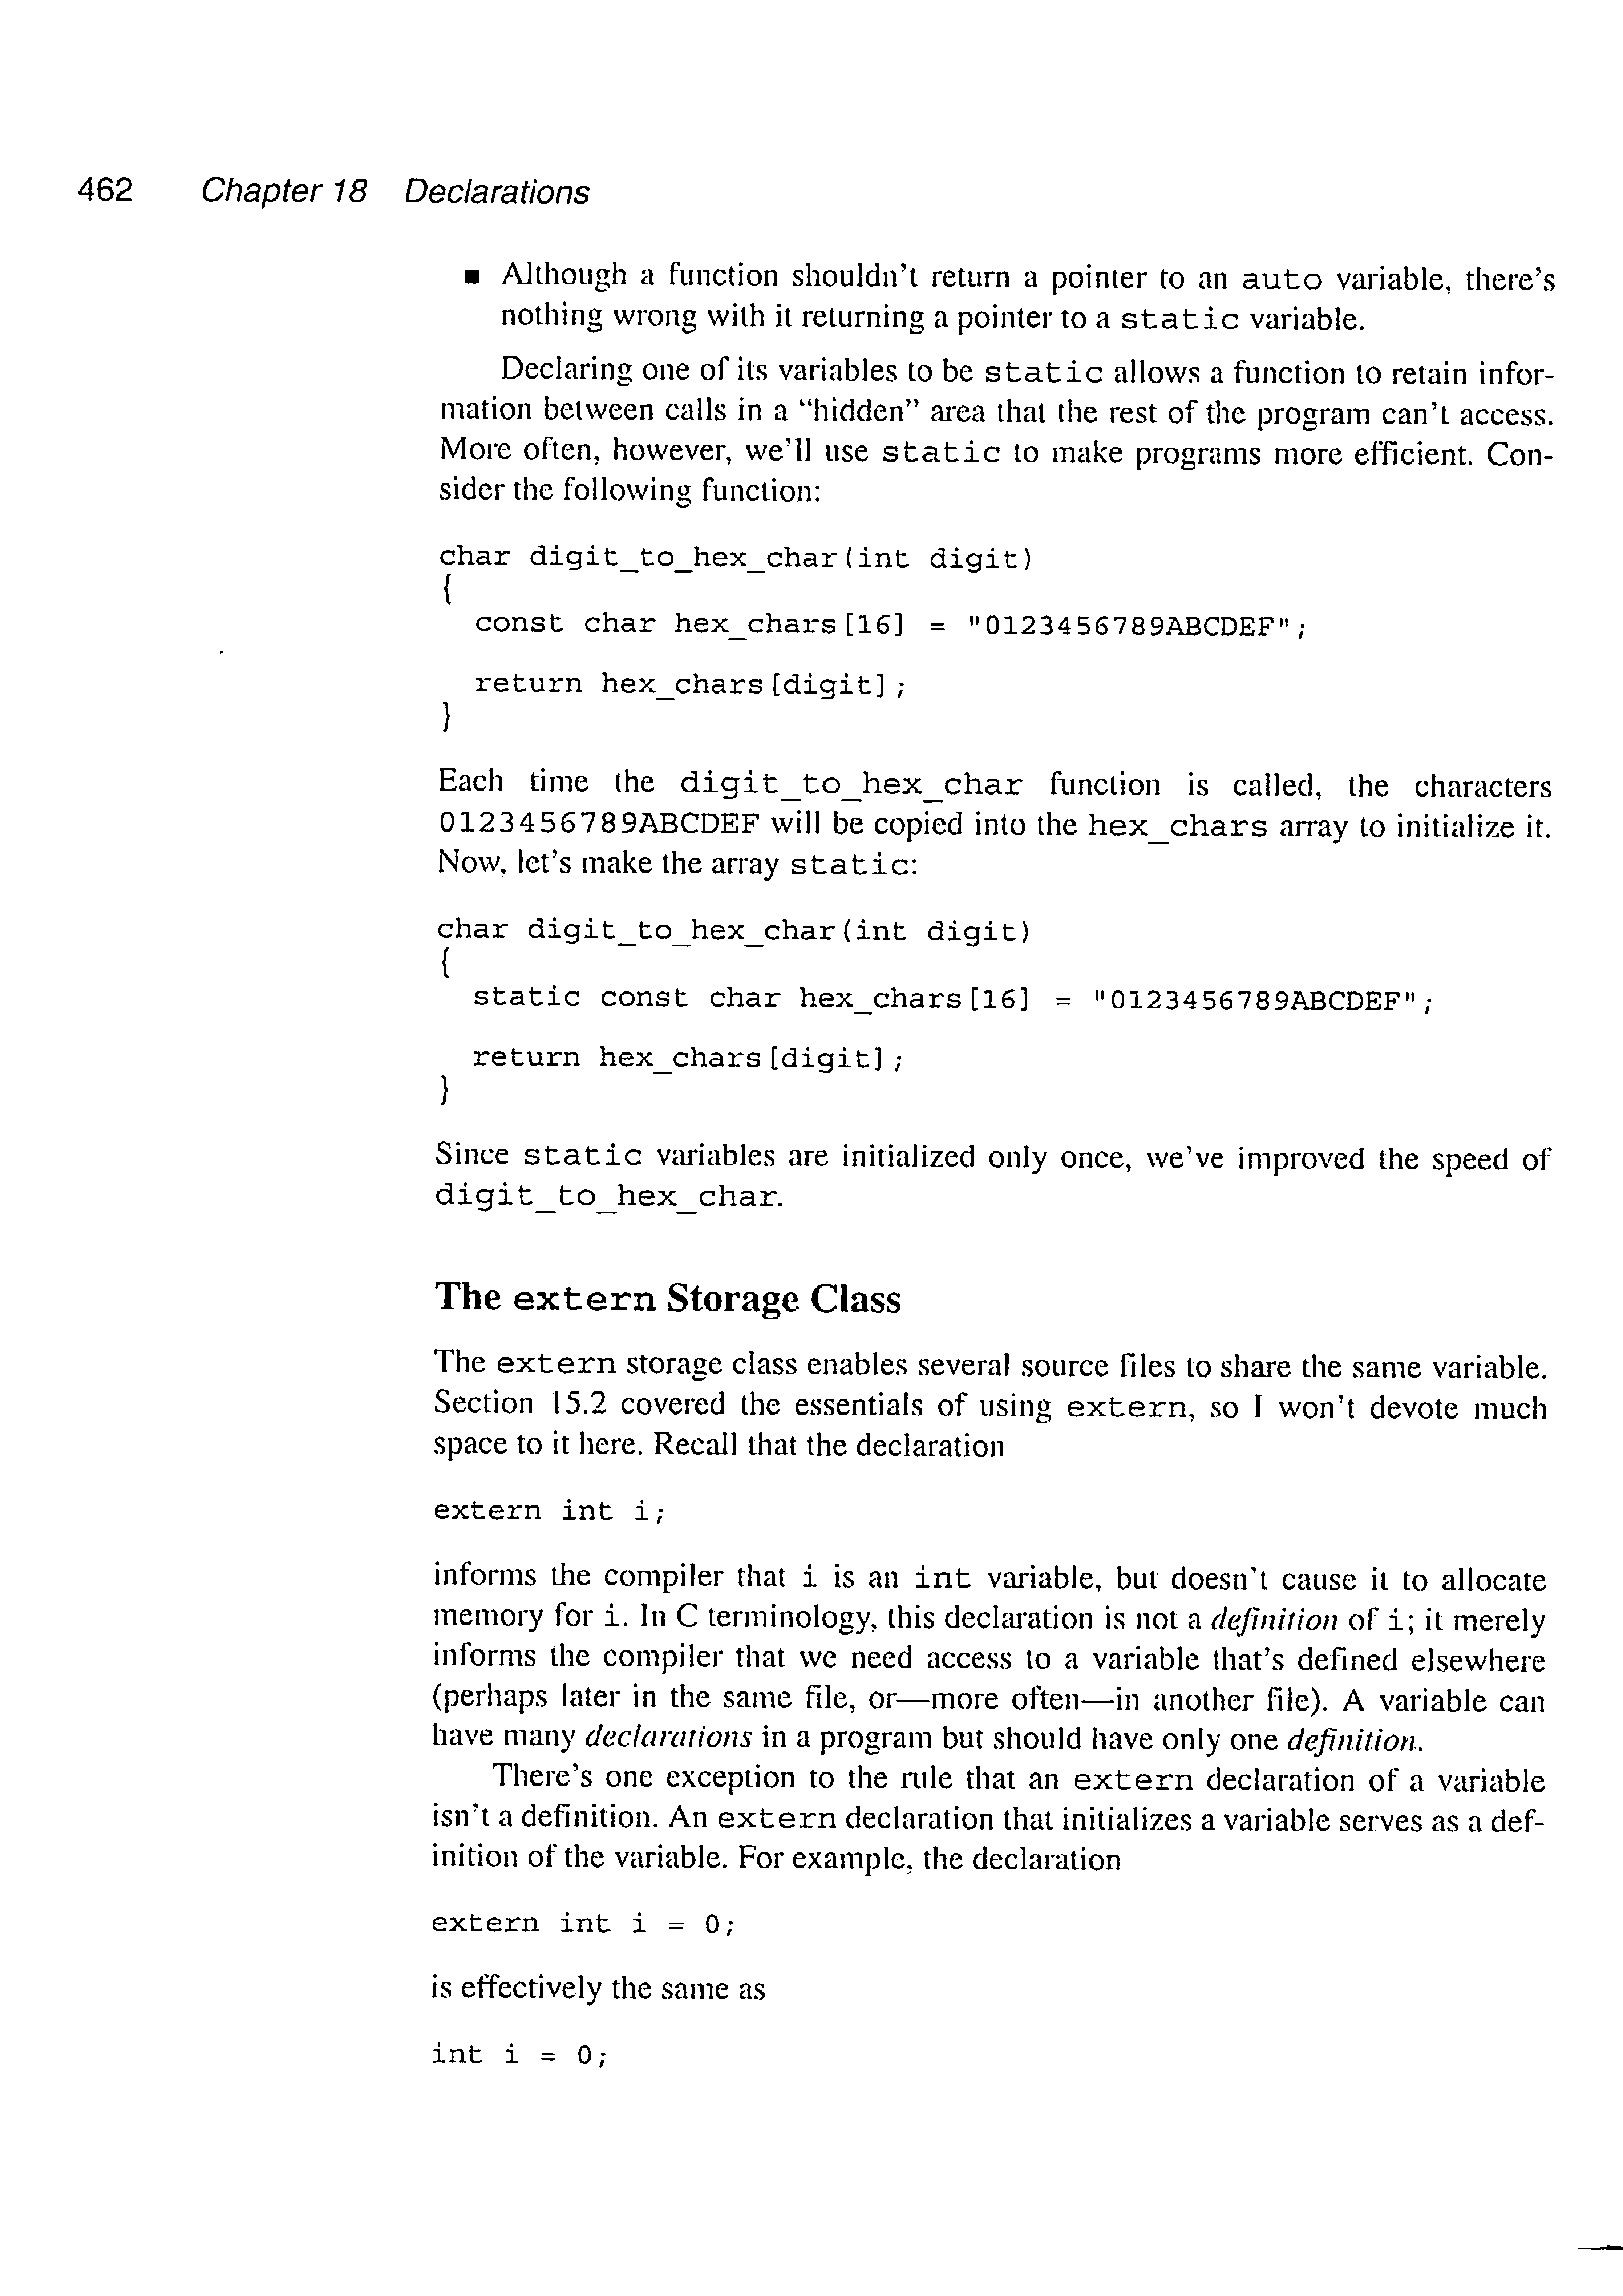 462 Chapter 18 Declarations
■ Although a function shouldn't return a pointer to an auto variable, there's
nothing wrong with it returning a pointer to a static variable.
Declaring one of its variables to be static allows a function to retain infor-
mation between calls in a “hidden” area that the rest of the program can't access.
More often, however, we'll use static to make programs more efficient. Con-
sider the following function:
char digit_to_hex_char(int digit)
{
const char hex_chars[16] = "0123456789ABCDEF";
return hex_chars[digit];
}
Each time the digit_to_hex_char function is called, the characters
0123456789ABCDEF will be copied into the hex_chars array to initialize it.
Now, let's make the array static:
char digit_to_hex_char(int digit)
{
static const char hex_chars[16] = "0123456789ABCDEF";
return hex_chars[digit];
}
Since static variables are initialized only once, we've improved the speed of
digit_to_hex_char.
The extern Storage Class
The extern storage class enables several source files to share the same variable.
Section 15.2 covered the essentials of using extern, so I won't devote much
space to it here. Recall that the declaration
extern int i;
informs the compiler that i is an int variable, but doesn't cause it to allocate
memory for i. In C terminology, this declaration is not a definition of i; it merely
informs the compiler that we need access to a variable that's defined elsewhere
(perhaps later in the same file, or—more often—in another file). A variable can
have many declarations in a program but should have only one definition.
There's one exception to the rule that an extern declaration of a variable
isn't a definition. An extern declaration that initializes a variable serves as a def-
inition of the variable. For example, the declaration
extern int i = 0;
is effectively the same as
int i = 0;